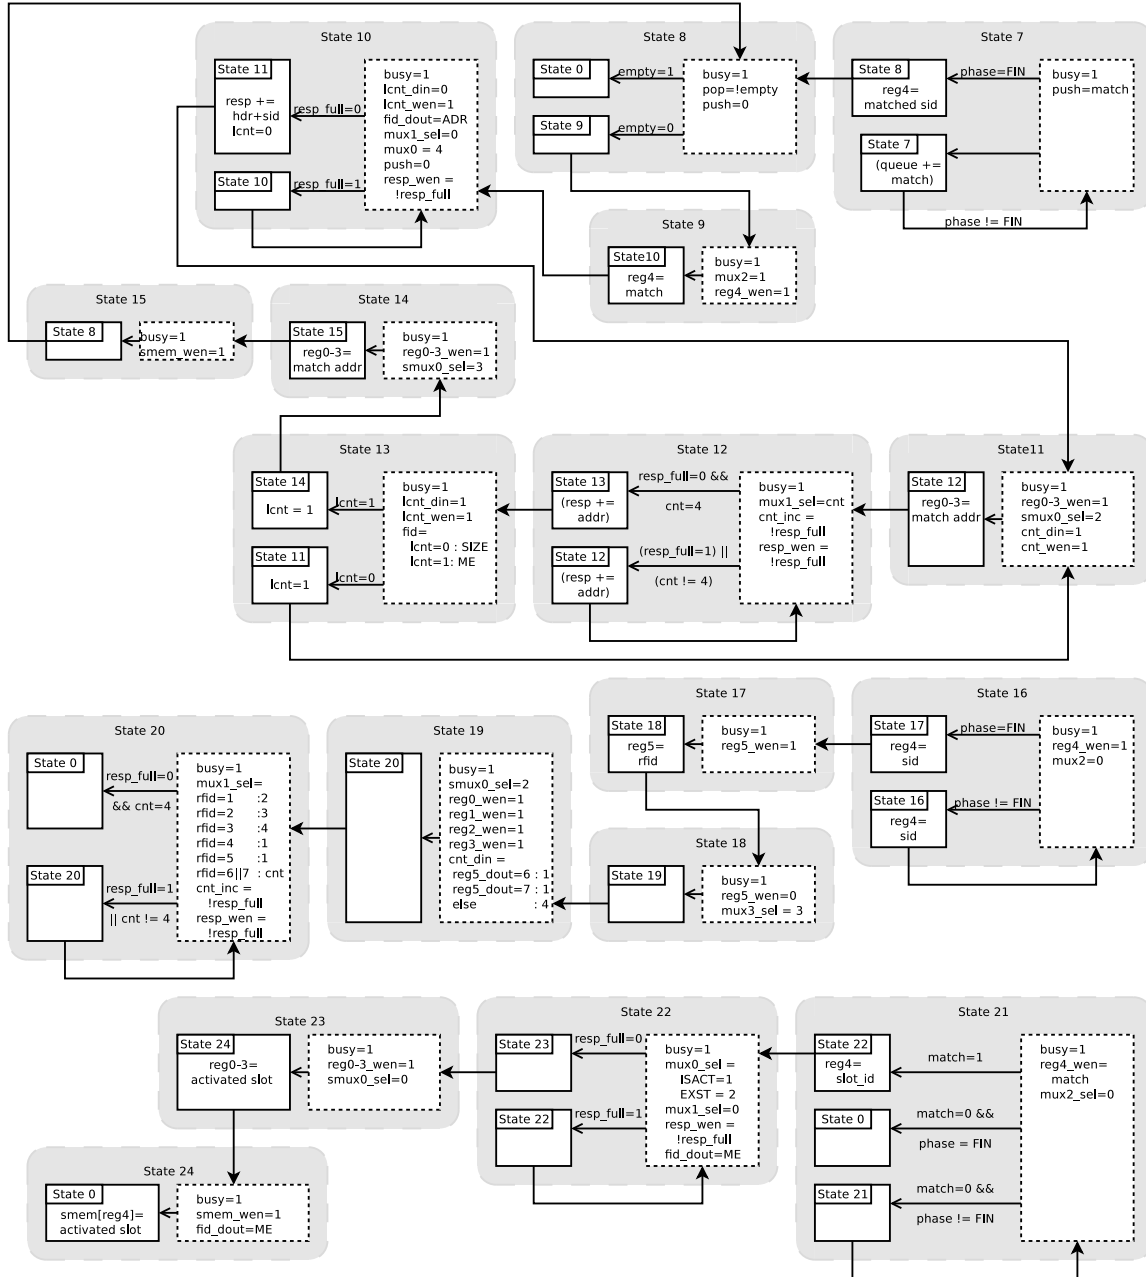 State 10
State 11
resp +=
hdr+sid
lcnt=0
resp_full=0
State 10
resp_full=1
busy=1
lcnt_din=0
lcnt_wen=1
fid_dout=ADR
mux1_sel=0
mux0 = 4
push=0
resp_wen =
!resp_full
State 8
State 0
empty=1
State 9
empty=0
busy=1
pop=!empty
push=0
State 7
State 8
reg4=
matched sid
phase=FIN
State 7
(queue +=
match)
phase != FIN
busy=1
push=match
State 9
State10
reg4=
match
busy=1
mux2=1
reg4_wen=1
State 15
State 8
busy=1
smem_wen=1
State 14
State 15
reg0-3=
match addr
busy=1
reg0-3_wen=1
smux0_sel=3
State 13
State 14
lcnt = 1
lcnt=1
State 11
lcnt=1
lcnt=0
busy=1
lcnt_din=1
lcnt_wen=1
fid=
lcnt=0 : SIZE
lcnt=1: ME
State 12
State 13
(resp +=
addr)
resp_full=0 &&
cnt=4
State 12
(resp +=
addr)
(resp_full=1) ||
(cnt != 4)
busy=1
mux1_sel=cnt
cnt_inc =
!resp_full
resp_wen =
!resp_full
State11
State 12
reg0-3=
match addr
busy=1
reg0-3_wen=1
smux0_sel=2
cnt_din=1
cnt_wen=1
State 17
State 18
reg5=
rfid
busy=1
reg5_wen=1
State 16
State 17
reg4=
sid
phase=FIN
State 16
reg4=
sid
phase != FIN
busy=1
reg4_wen=1
mux2=0
State 20
State 0
resp_full=0
&& cnt=4
State 20
resp_full=1
|| cnt != 4
busy=1
mux1_sel=
rfid=1 :2
rfid=2 :3
rfid=3 :4
rfid=4 :1
rfid=5 :1
rfid=6||7 : cnt
cnt_inc =
!resp_full
resp_wen =
!resp_full
State 19
State 20
busy=1
smux0_sel=2
reg0_wen=1
reg1_wen=1
reg2_wen=1
reg3_wen=1
cnt_din =
reg5_dout=6 : 1
reg5_dout=7 : 1
else : 4
State 18
State 19
busy=1
reg5_wen=0
mux3_sel = 3
State 23
State 24
reg0-3=
activated slot
busy=1
reg0-3_wen=1
smux0_sel=0
State 22
State 23
resp_full=0
State 22
resp_full=1
busy=1
mux0_sel =
ISACT=1
EXST = 2
mux1_sel=0
resp_wen =
!resp_full
fid_dout=ME
State 21
State 22
reg4=
slot_id
match=1
State 0
match=0 &&
phase = FIN
State 21
match=0 &&
phase != FIN
busy=1
reg4_wen=
match
mux2_sel=0
State 24
State 0
smem[reg4]=
activated slot
busy=1
smem_wen=1
fid_dout=ME